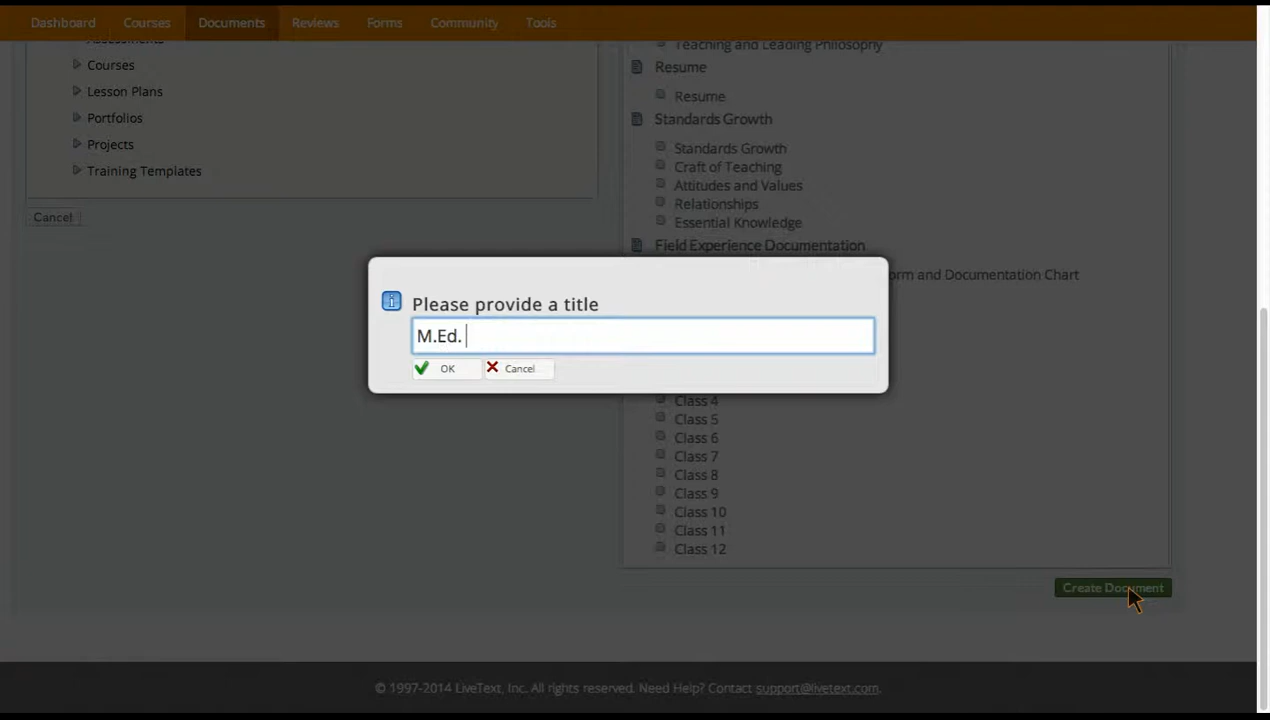 Dashboard Courses Documents Reviews Forms Community Tools
Assessments
Courses
Lesson Plans
Portfolios
Projects
Training Templates
Cancel
Teaching and Leading Philosophy
Resume
Resume
Standards Growth
Standards Growth
Craft of Teaching
Attitudes and Values
Relationships
Essential Knowledge
Field Experience Documentation
orm and Documentation Chart
Please provide a title
M.Ed.
OK Cancel
Class 4
Class 5
Class 6
Class 7
Class 8
Class 9
Class 10
Class 11
Class 12
Create Document
© 1997-2014 LiveText, Inc. All rights reserved. Need Help? Contact support@livetext.com.